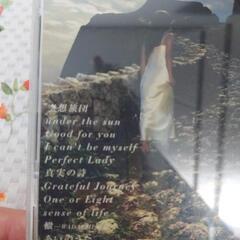 空想旅団
under the sun
Good for you
I can't be myself
Perfect Lady
真実の詩
Grateful Journey
One or Eight
sense of life